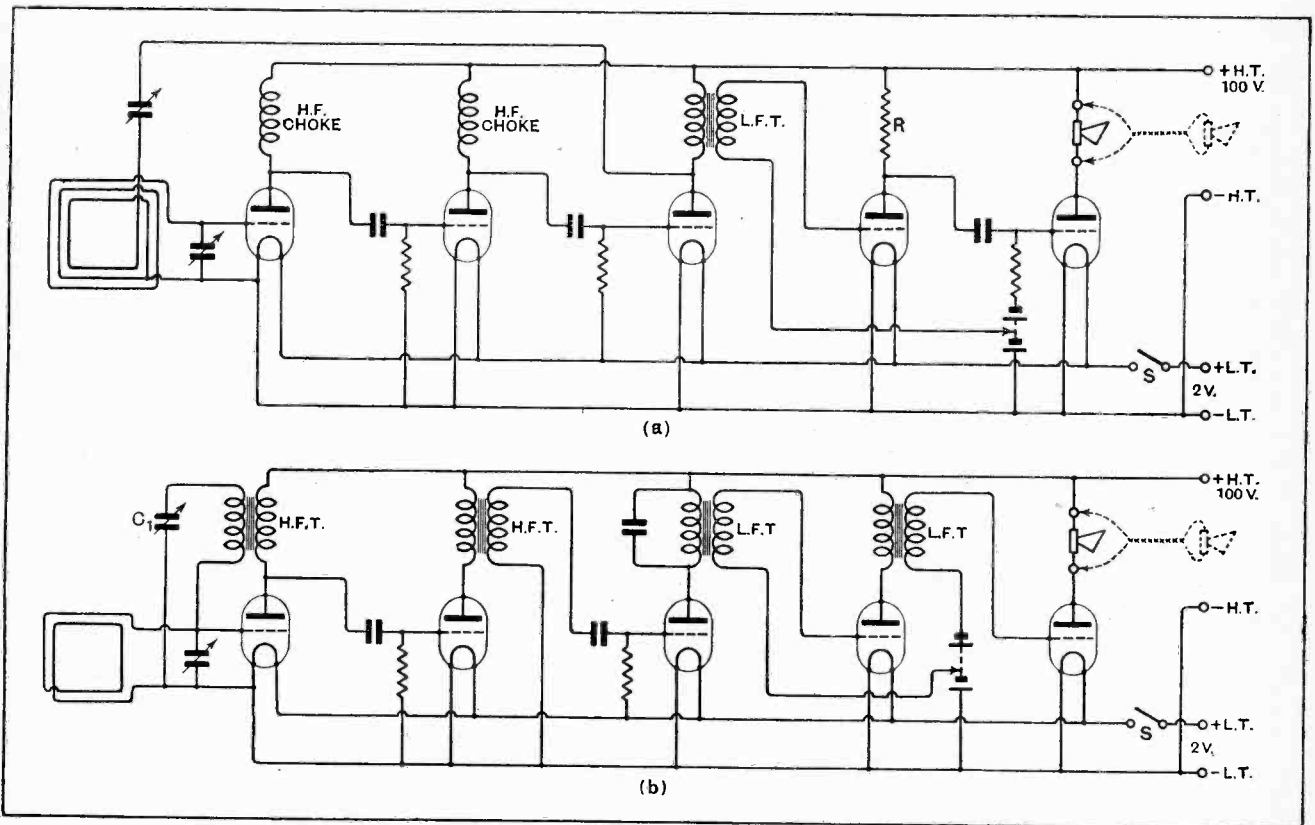 H.F. CHOKE
H.F. CHOKE
L.F.T.
R
+H.T.
100 V.
-H.T.
S
+L.T.
2V.
-L.T.
(a)
C1
H.F.T.
H.F.T.
L.F.T
L.F.T
+H.T.
100 V.
-H.T.
S
+L.T.
2V.
-L.T.
(b)